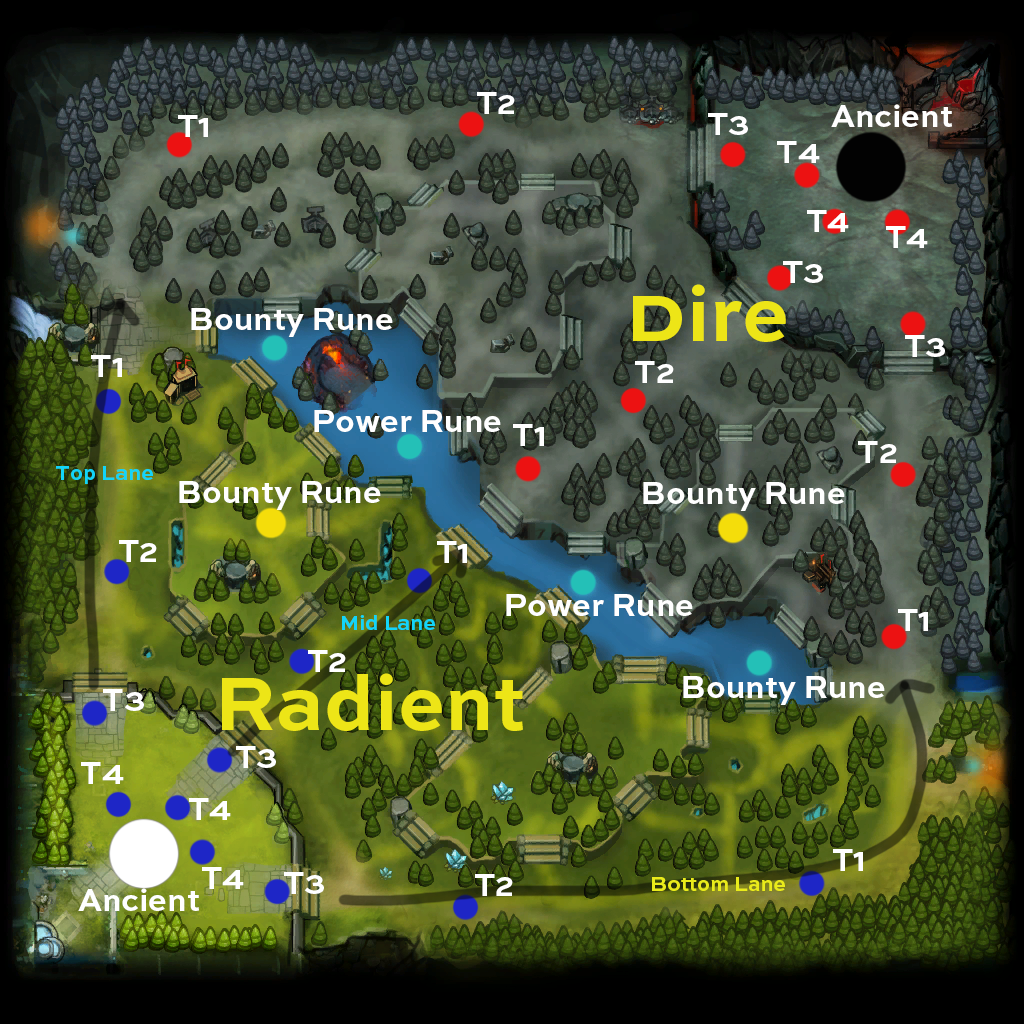 T2
Ancient
T1
T3
T4
T4
T4
T3
Bounty Rune
Dire
T3
T1
T2
Power Rune
T1
T2
Top Lane
Bounty Rune
Bounty Rune
T2
T1
Power Rune
Mid Lane
T1
T2
Bounty Rune
Radient
T3
T3
T4
T4
T1
T4
T3
T2
Bottom Lane
Ancient